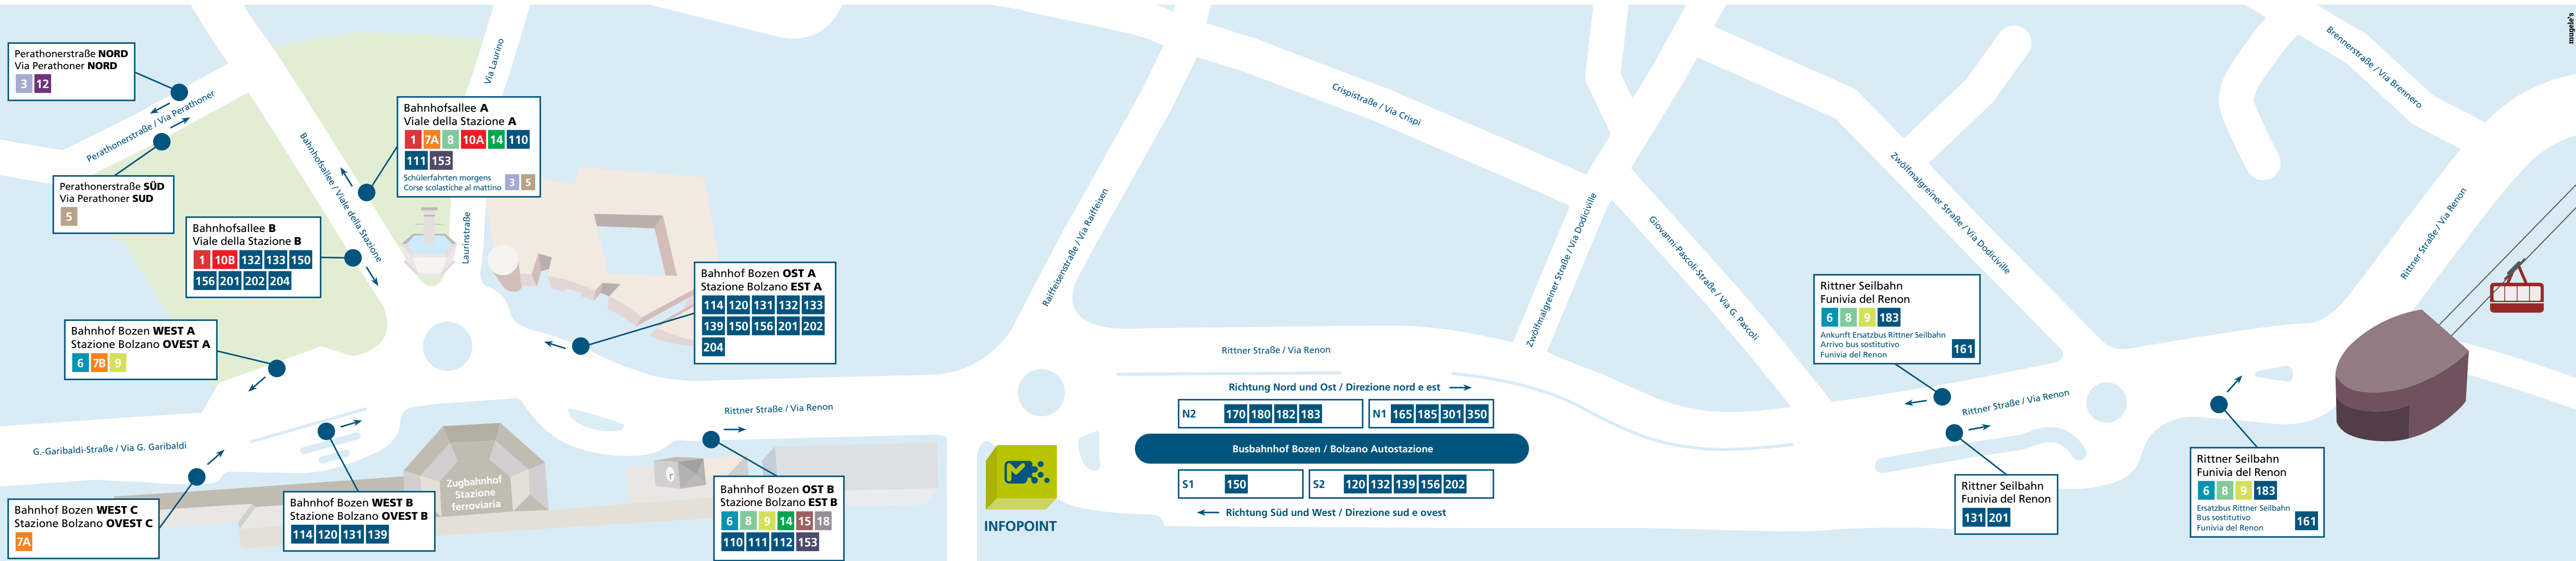 mugele's
Perathonerstraße NORD
Via Perathoner NORD
3 12
Perathonerstraße / Via Perathoner
Perathonerstraße SÜD
Via Perathoner SUD
5
Bahnhofsallee / Viale della Stazione
Via Laurino
Laurinstraße
Bahnhofsallee A
Viale della Stazione A
1 7A 8 10A 14 110
111 153
Schülerfahrten morgens
Corse scolastiche al mattino 3 5
Bahnhofsallee B
Viale della Stazione B
1 10B 132 133 150
156 201 202 204
Bahnhof Bozen WEST A
Stazione Bolzano OVEST A
6 7B 9
Bahnhof Bozen OST A
Stazione Bolzano EST A
114 120 131 132 133
139 150 156 201 202
204
G.-Garibaldi-Straße / Via G. Garibaldi
Bahnhof Bozen WEST C
Stazione Bolzano OVEST C
7A
Bahnhof Bozen WEST B
Stazione Bolzano OVEST B
114 120 131 139
Zugbahnhof
Stazione
ferroviaria
Rittner Straße / Via Renon
Bahnhof Bozen OST B
Stazione Bolzano EST B
6 8 9 14 15 18
110 111 112 153
INFOPOINT
Raiffeisenstraße / Via Raiffeisen
Crispistraße / Via Crispi
Zwölfmalgreiner Straße / Via Dodiciville
Giovanni-Pascoli-Straße / Via G. Pascoli
Zwölfmalgreiner Straße / Via Dodiciville
Brennerstraße / Via Brennero
Rittner Straße / Via Renon
Rittner Straße / Via Renon
Richtung Nord und Ost / Direzione nord e est
N2 170 180 182 183
N1 165 185 301 350
Busbahnhof Bozen / Bolzano Autostazione
S1 150
S2 120 132 139 156 202
Richtung Süd und West / Direzione sud e ovest
Rittner Seilbahn
Funivia del Renon
6 8 9 183
Ankunft Ersatzbus Rittner Seilbahn
Arrivo bus sostitutivo
Funivia del Renon 161
Rittner Straße / Via Renon
Rittner Seilbahn
Funivia del Renon
131 201
Rittner Seilbahn
Funivia del Renon
6 8 9 183
Ersatzbus Rittner Seilbahn
Bus sostitutivo
Funivia del Renon 161